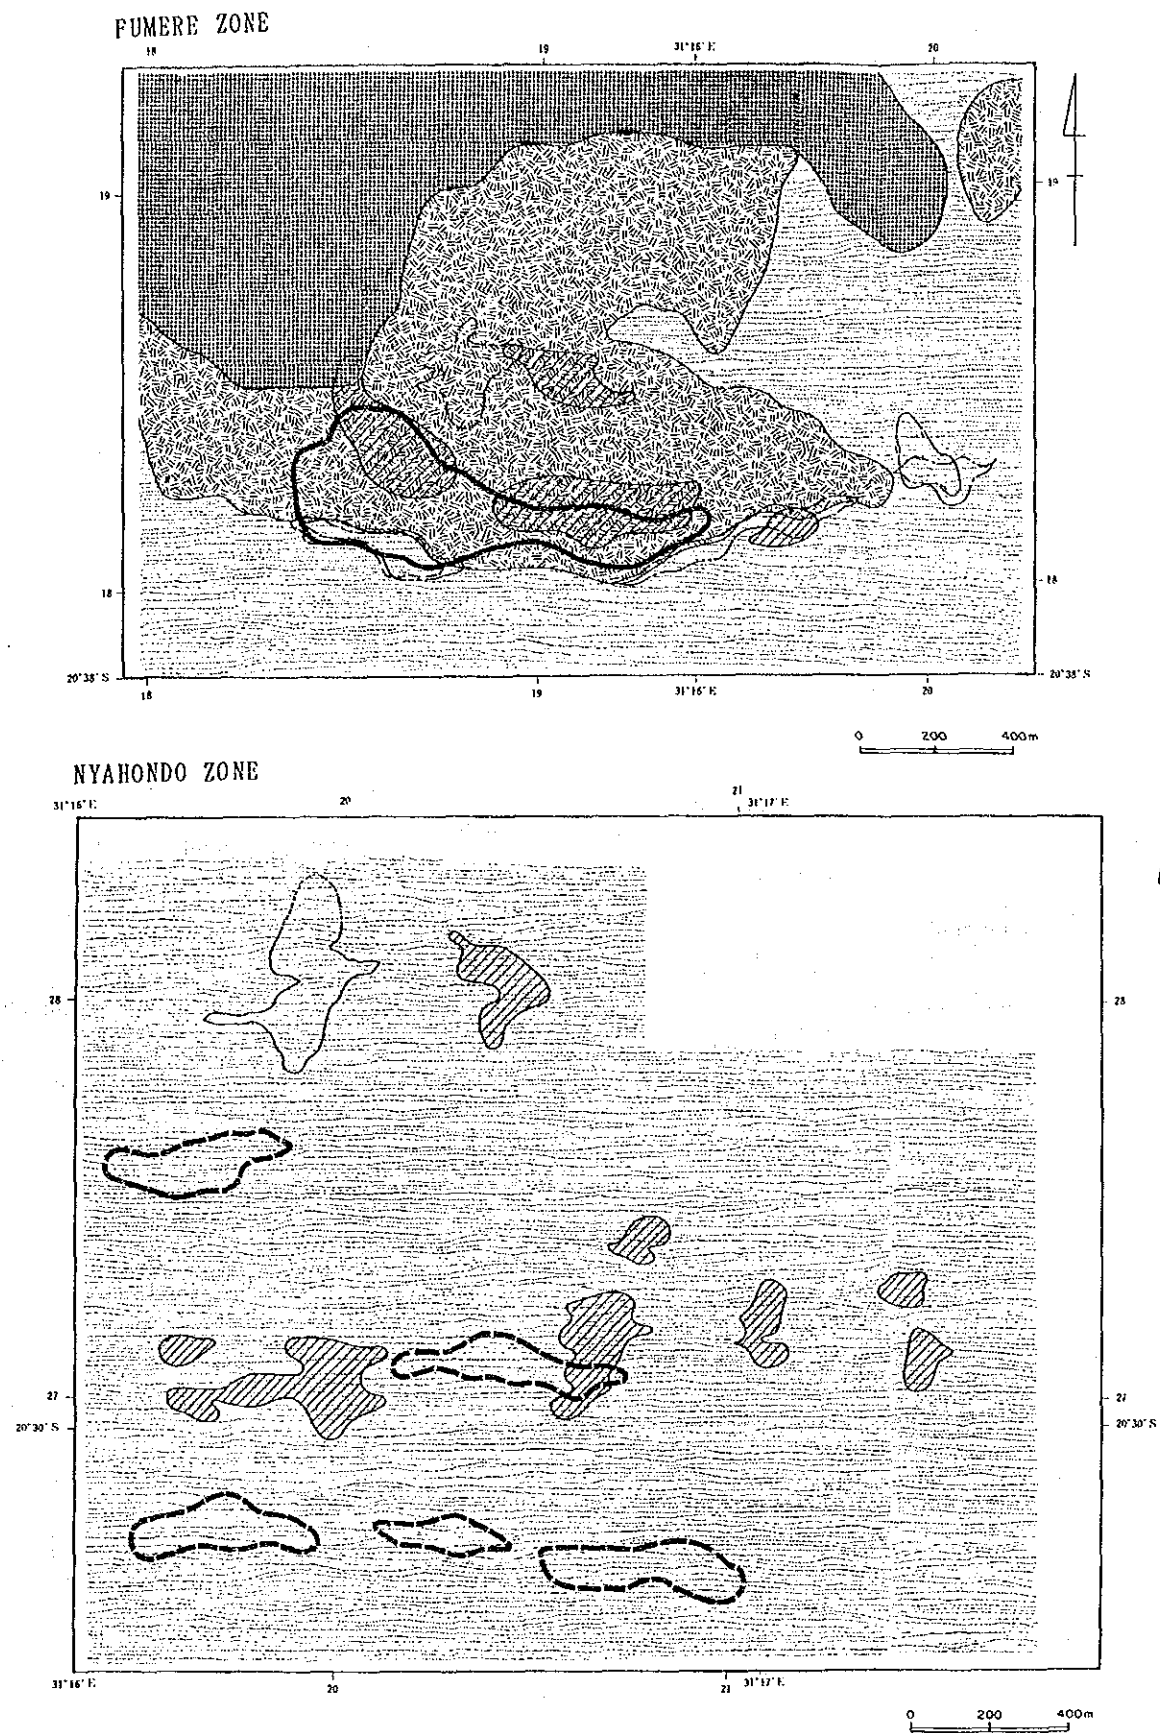 FUMERE ZONE
18 19 31°16'E 20
19 19
18 18
20°38'S 20°38'S
18 19 31°16'E 20
0 200 400m
NYAHONDO ZONE
31°16'E 20 21 31°17'E
28 28
27 27
20°30'S 20°30'S
31°16'E 20 21 31°17'E
0 200 400m